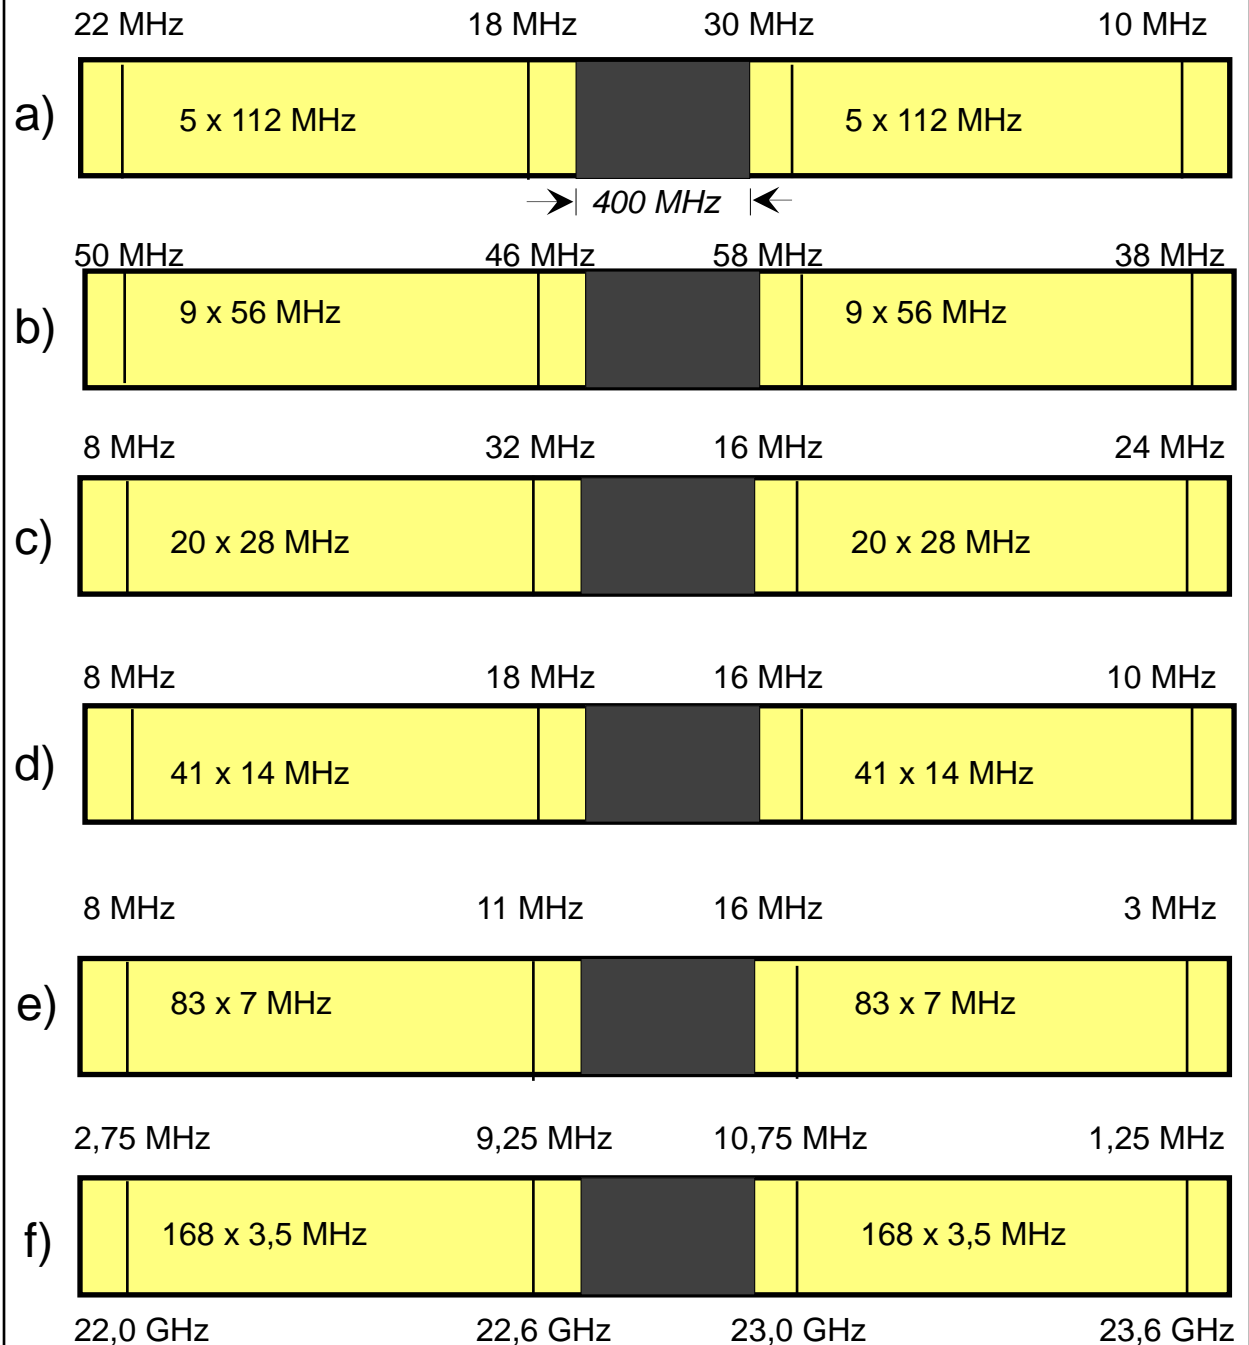 22 MHz 18 MHz 30 MHz 10 MHz
a) 5 x 112 MHz 5 x 112 MHz
400 MHz
50 MHz 46 MHz 58 MHz 38 MHz
b) 9 x 56 MHz 9 x 56 MHz
8 MHz 32 MHz 16 MHz 24 MHz
c) 20 x 28 MHz 20 x 28 MHz
8 MHz 18 MHz 16 MHz 10 MHz
d) 41 x 14 MHz 41 x 14 MHz
8 MHz 11 MHz 16 MHz 3 MHz
e) 83 x 7 MHz 83 x 7 MHz
2,75 MHz 9,25 MHz 10,75 MHz 1,25 MHz
f) 168 x 3,5 MHz 168 x 3,5 MHz
22,0 GHz 22,6 GHz 23,0 GHz 23,6 GHz